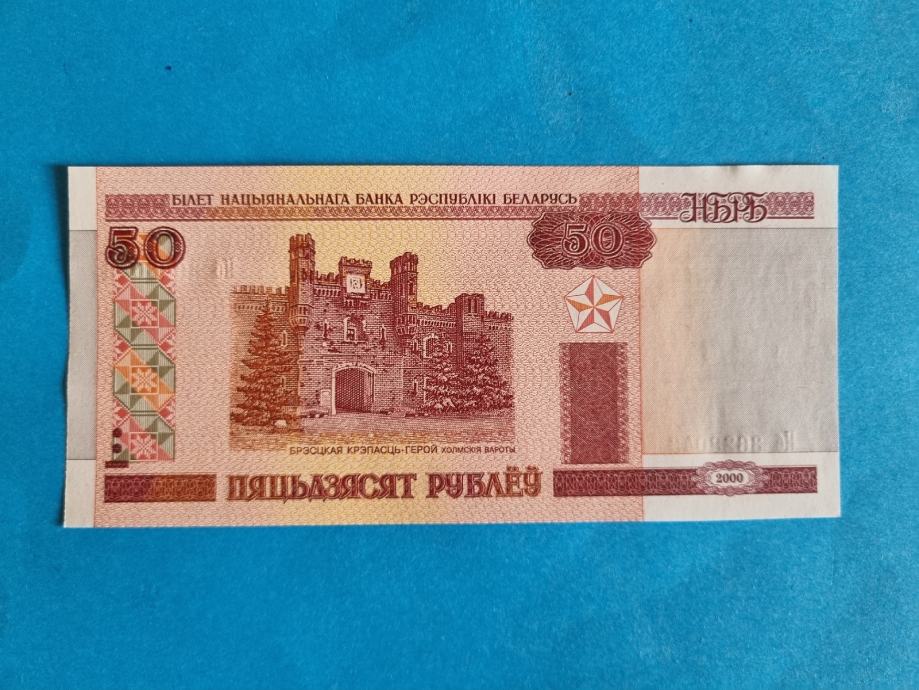 БІЛЕТ НАЦЫЯНАЛЬНАГА БАНКА РЭСПУБЛІКІ БЕЛАРУСЬ
НБРБ
50
50
БРЭСЦКАЯ КРЭПАСЦЬ-ГЕРОЙ ХОЛМСКІЯ ВАРОТЫ
ПЯЦЬДЗЯСЯТ РУБЛЁЎ
2000